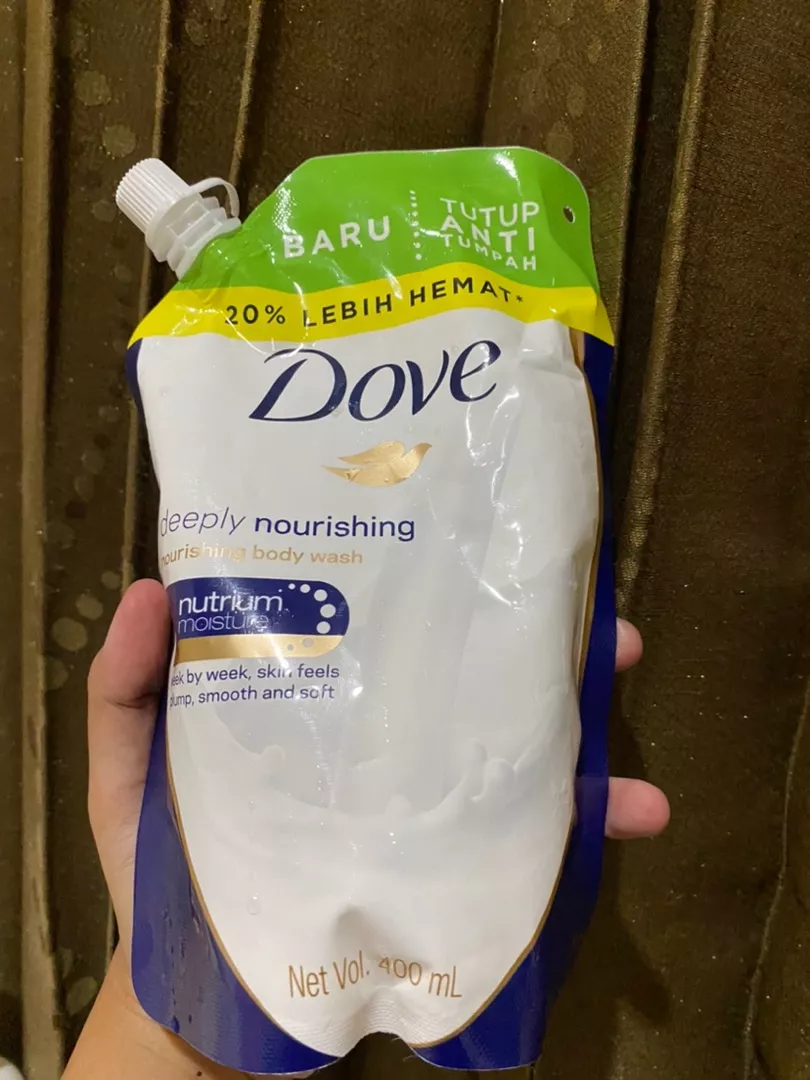 BARU
TUTUP
ANTI
TUMPAH
20% LEBIH HEMAT*
Dove
deeply nourishing
nourishing body wash
nutrium
moisture
week by week, skin feels
plump, smooth and soft
Net Vol. 400 mL